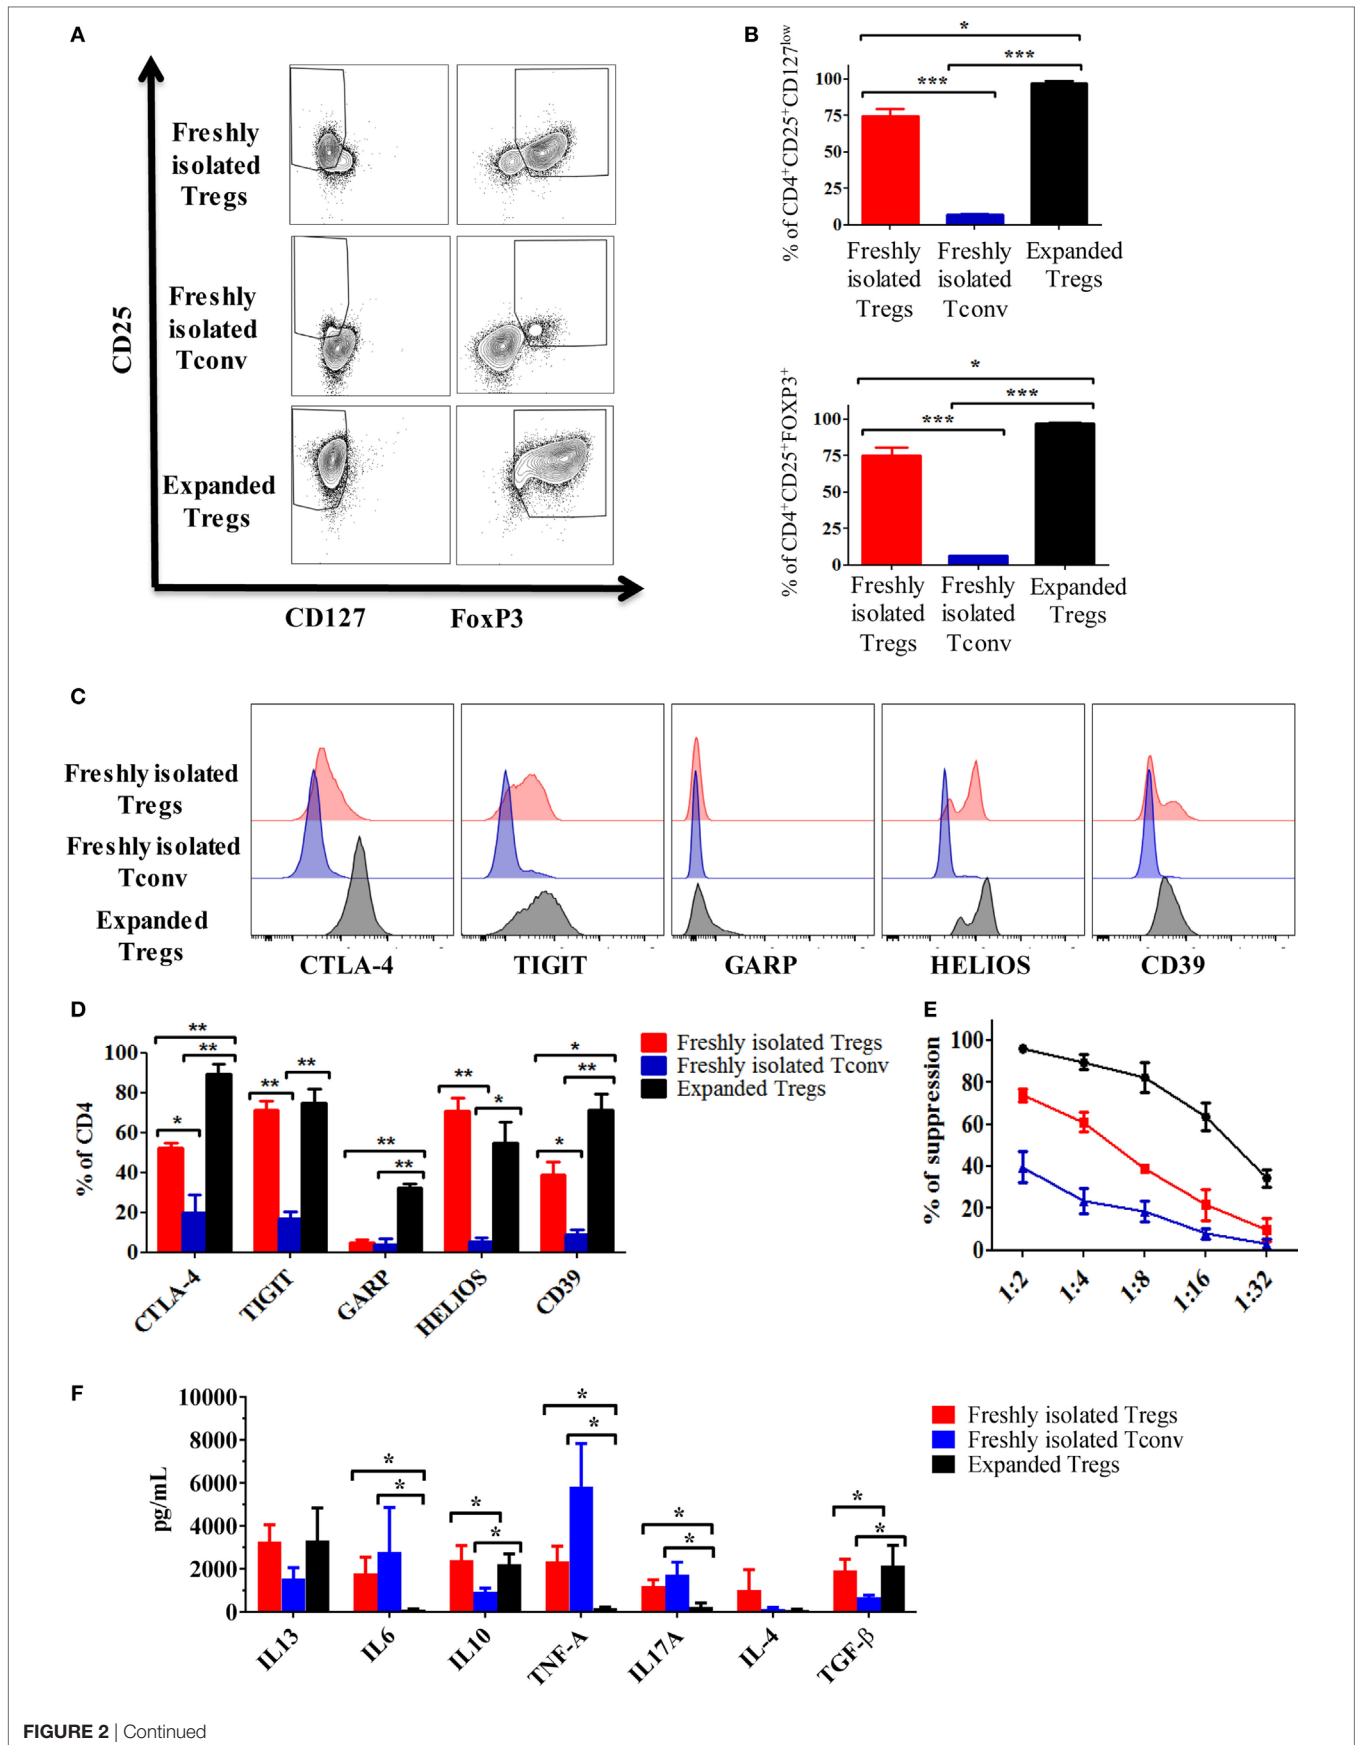 A
CD25
Freshly
isolated
Tregs
Freshly
isolated
Tconv
Expanded
Tregs
CD127
FoxP3
B
% of CD4+CD25+CD127low
100
75
50
25
0
*
***
***
Freshly
isolated
Tregs
Freshly
isolated
Tconv
Expanded
Tregs
% of CD4+CD25+FOXP3+
100
75
50
25
0
*
***
***
Freshly
isolated
Tregs
Freshly
isolated
Tconv
Expanded
Tregs
C
Freshly isolated
Tregs
Freshly isolated
Tconv
Expanded
Tregs
CTLA-4
TIGIT
GARP
HELIOS
CD39
D
% of CD4
100
80
60
40
20
0
**
**
*
**
**
**
**
**
*
*
**
*
CTLA-4
TIGIT
GARP
HELIOS
CD39
Freshly isolated Tregs
Freshly isolated Tconv
Expanded Tregs
E
% of suppression
100
80
60
40
20
0
1:2
1:4
1:8
1:16
1:32
F
pg/mL
10000
8000
6000
4000
2000
0
*
*
*
*
*
*
*
*
*
*
IL13
IL6
IL10
TNF-A
IL17A
IL-4
TGF-β
Freshly isolated Tregs
Freshly isolated Tconv
Expanded Tregs
FIGURE 2 | Continued